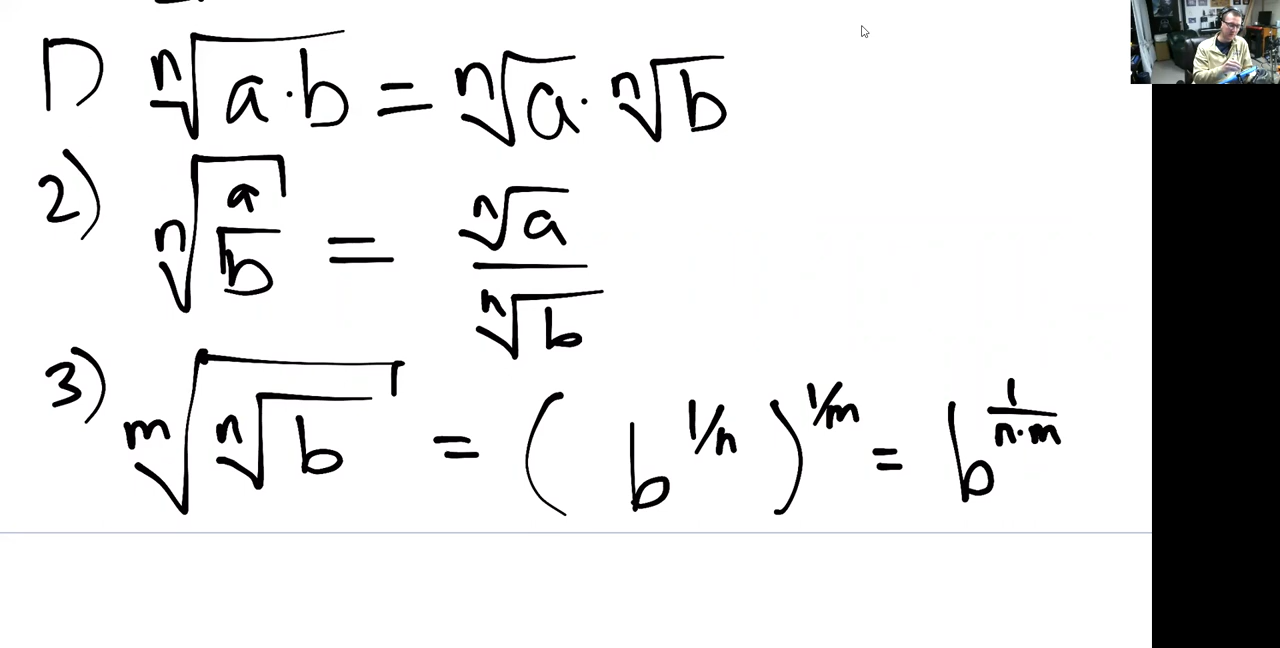 1) ⁿ√(a·b) = ⁿ√a · ⁿ√b
2) ⁿ√(a/b) = ⁿ√a / ⁿ√b
3) ᵐ√(ⁿ√b) = (b^(1/n))^(1/m) = b^(1/(n·m))